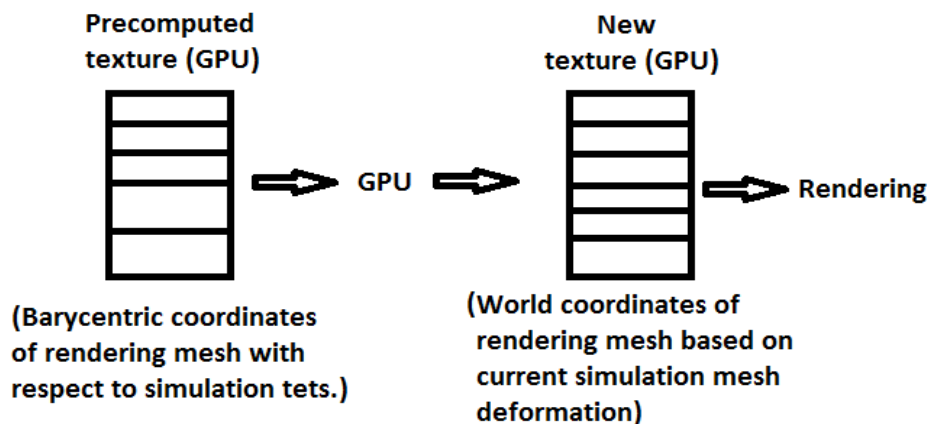 Precomputed
texture (GPU)
New
texture (GPU)
GPU
Rendering
(Barycentric coordinates
of rendering mesh with
respect to simulation tets.)
(World coordinates of
rendering mesh based on
current simulation mesh
deformation)